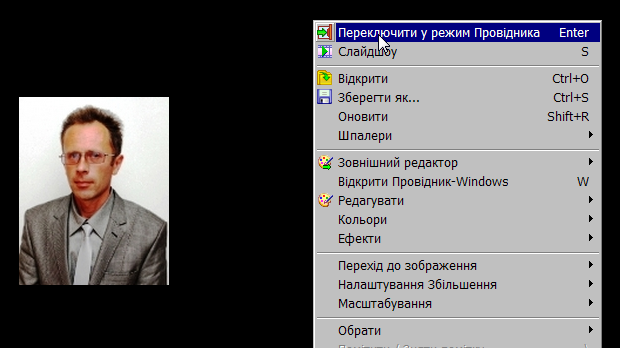 Переключити у режим Провідника Enter
Слайдшоу S
Відкрити Ctrl+O
Зберегти як... Ctrl+S
Оновити Shift+R
Шпалери
Зовнішний редактор
Відкрити Провідник-Windows W
Редагувати
Кольори
Ефекти
Перехід до зображення
Налаштування Збільшення
Масштабування
Обрати